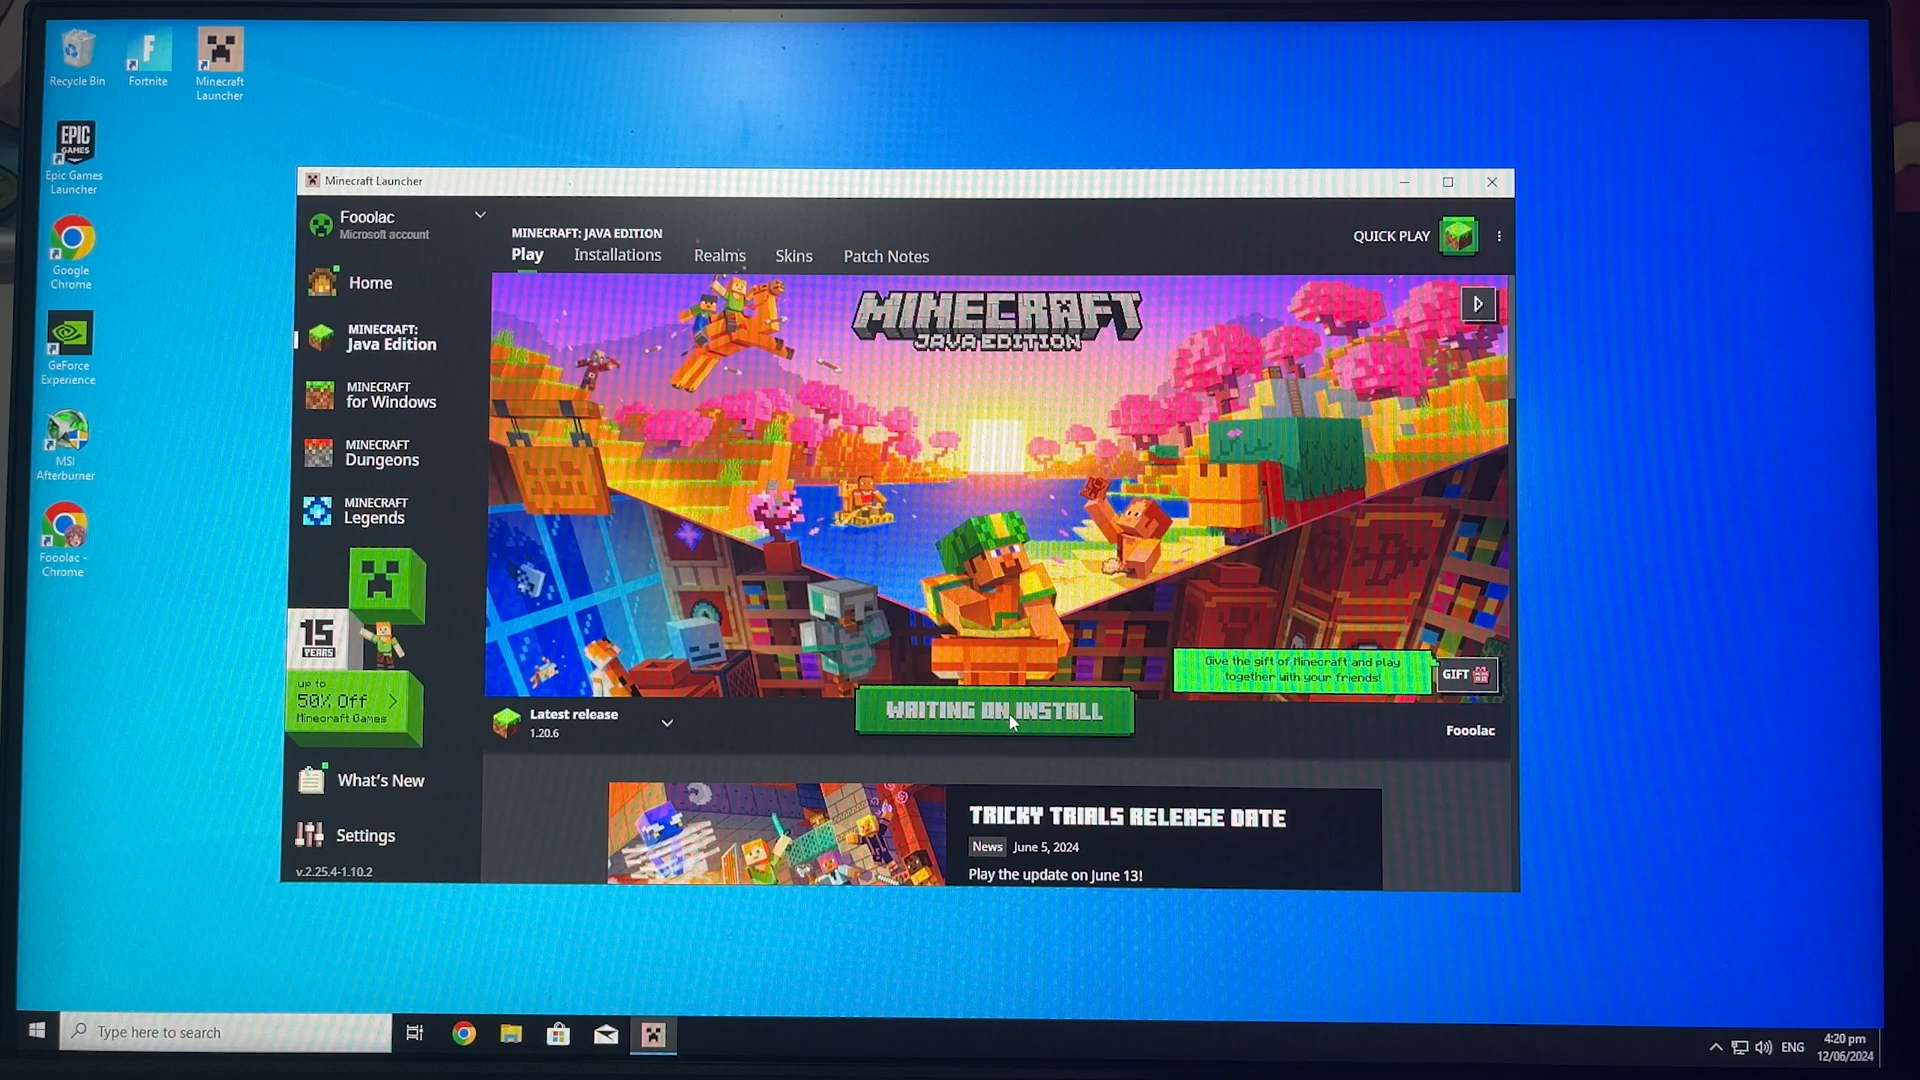 Recycle Bin
Fortnite
Minecraft
Launcher
EPIC
GAMES
Epic Games
Launcher
Google
Chrome
GeForce
Experience
MSI
Afterburner
Fooolac -
Chrome
Minecraft Launcher
Fooolac
Microsoft account
Home
MINECRAFT:
Java Edition
MINECRAFT
for Windows
MINECRAFT
Dungeons
MINECRAFT
Legends
15
YEARS
up to
50% Off
Minecraft Games
What's New
Settings
v.2.25.4-1.10.2
MINECRAFT: JAVA EDITION
Play Installations Realms Skins Patch Notes
QUICK PLAY
MINECRAFT
JAVA EDITION
Give the gift of Minecraft and play
together with your friends!
GIFT
Latest release
1.20.6
WAITING ON INSTALL
Fooolac
TRICKY TRIALS RELEASE DATE
News June 5, 2024
Play the update on June 13!
Type here to search
ENG
4:20 pm
12/06/2024